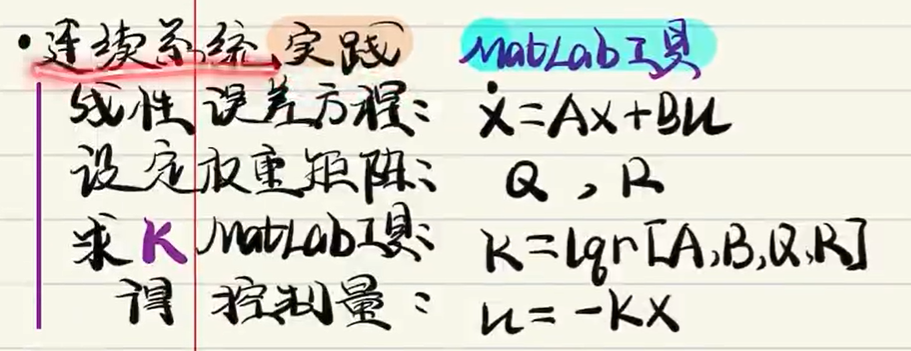 •连续系统实践 MatLab工具
线性误差方程: ẋ=Ax+Bu
设定权重矩阵: Q , R
求K MatLab工具: K=lqr[A,B,Q,R]
得 控制量: u=-Kx